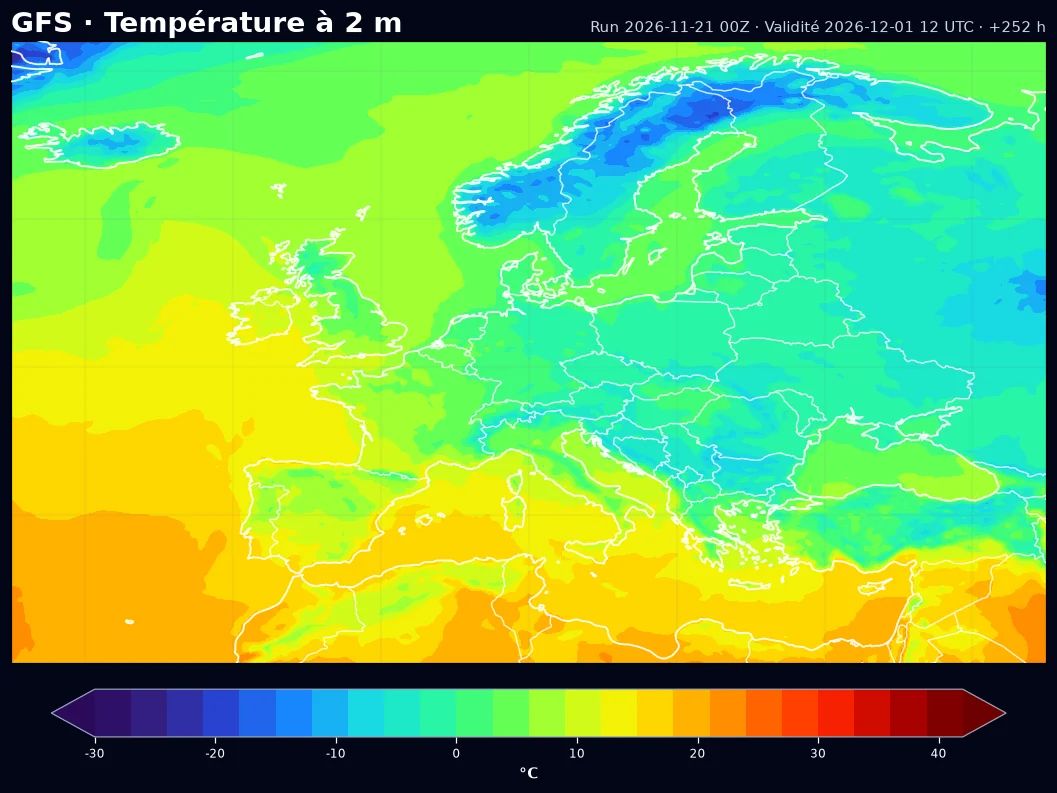 GFS · Température à 2 m
Run 2026-11-21 00Z · Validité 2026-12-01 12 UTC · +252 h
-30 -20 -10 0 10 20 30 40
°C